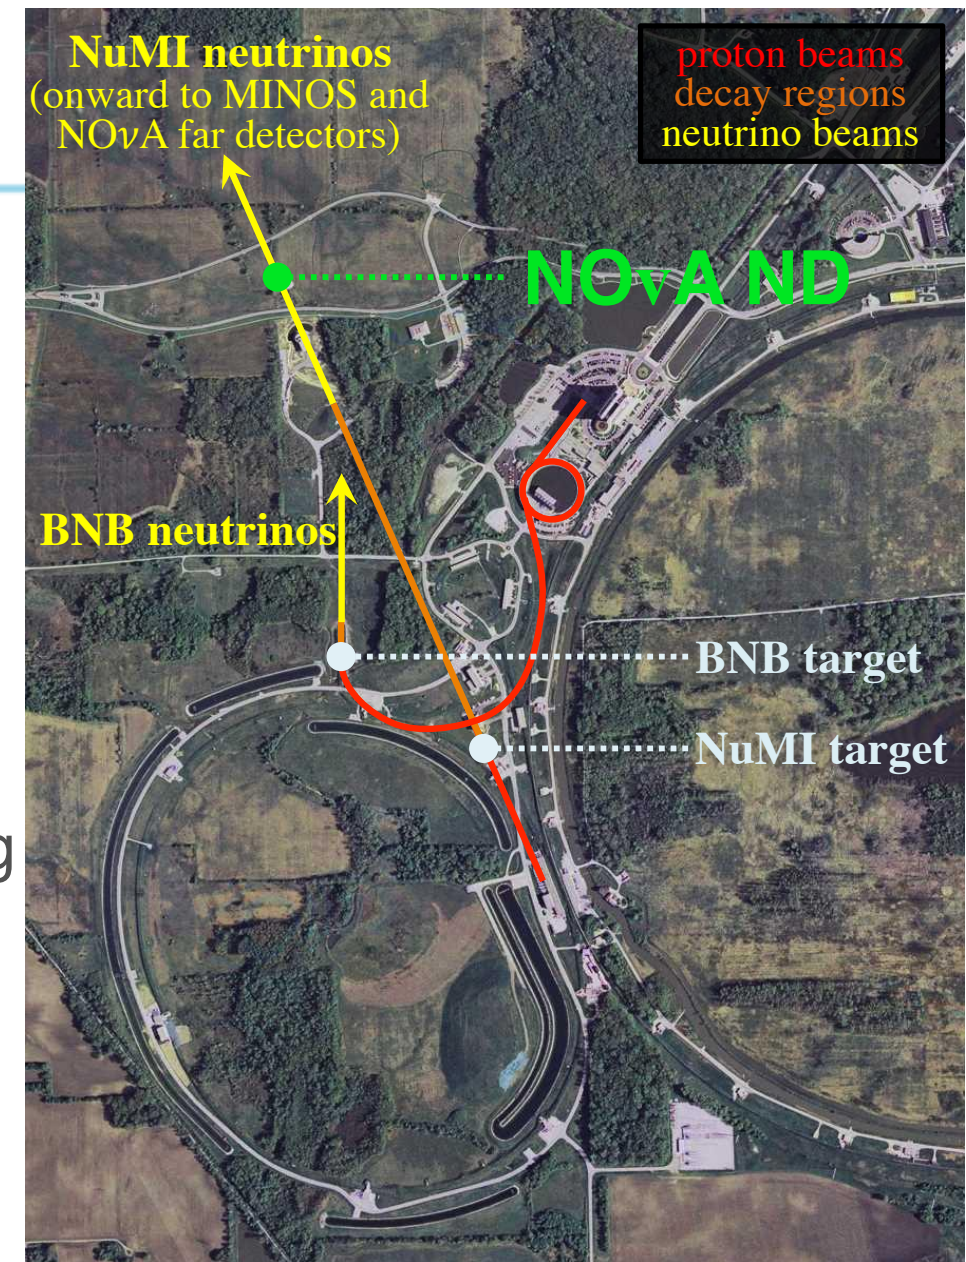 NuMI neutrinos
(onward to MINOS and
NOνA far detectors)
proton beams
decay regions
neutrino beams
NOνA ND
BNB neutrinos
BNB target
NuMI target
g